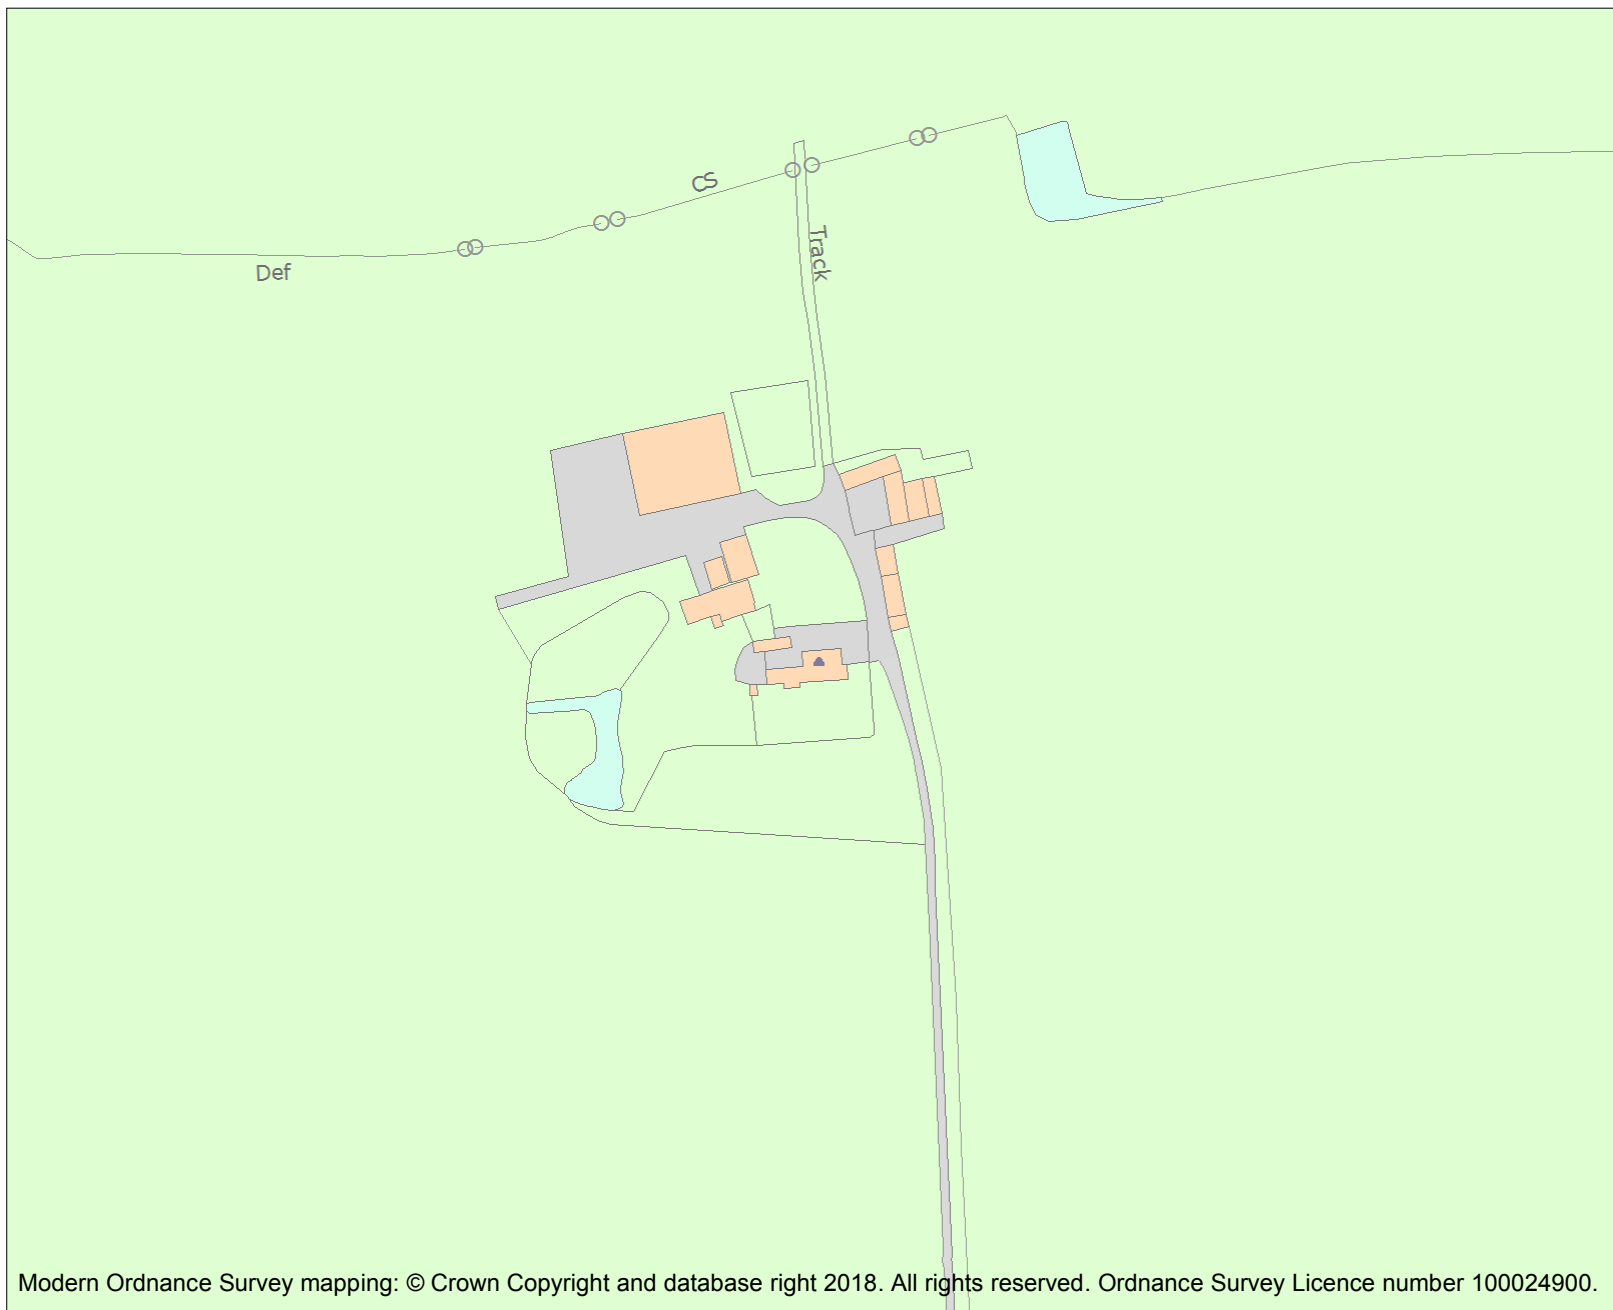 CS
Track
Def
Modern Ordnance Survey mapping: © Crown Copyright and database right 2018. All rights reserved. Ordnance Survey Licence number 100024900.